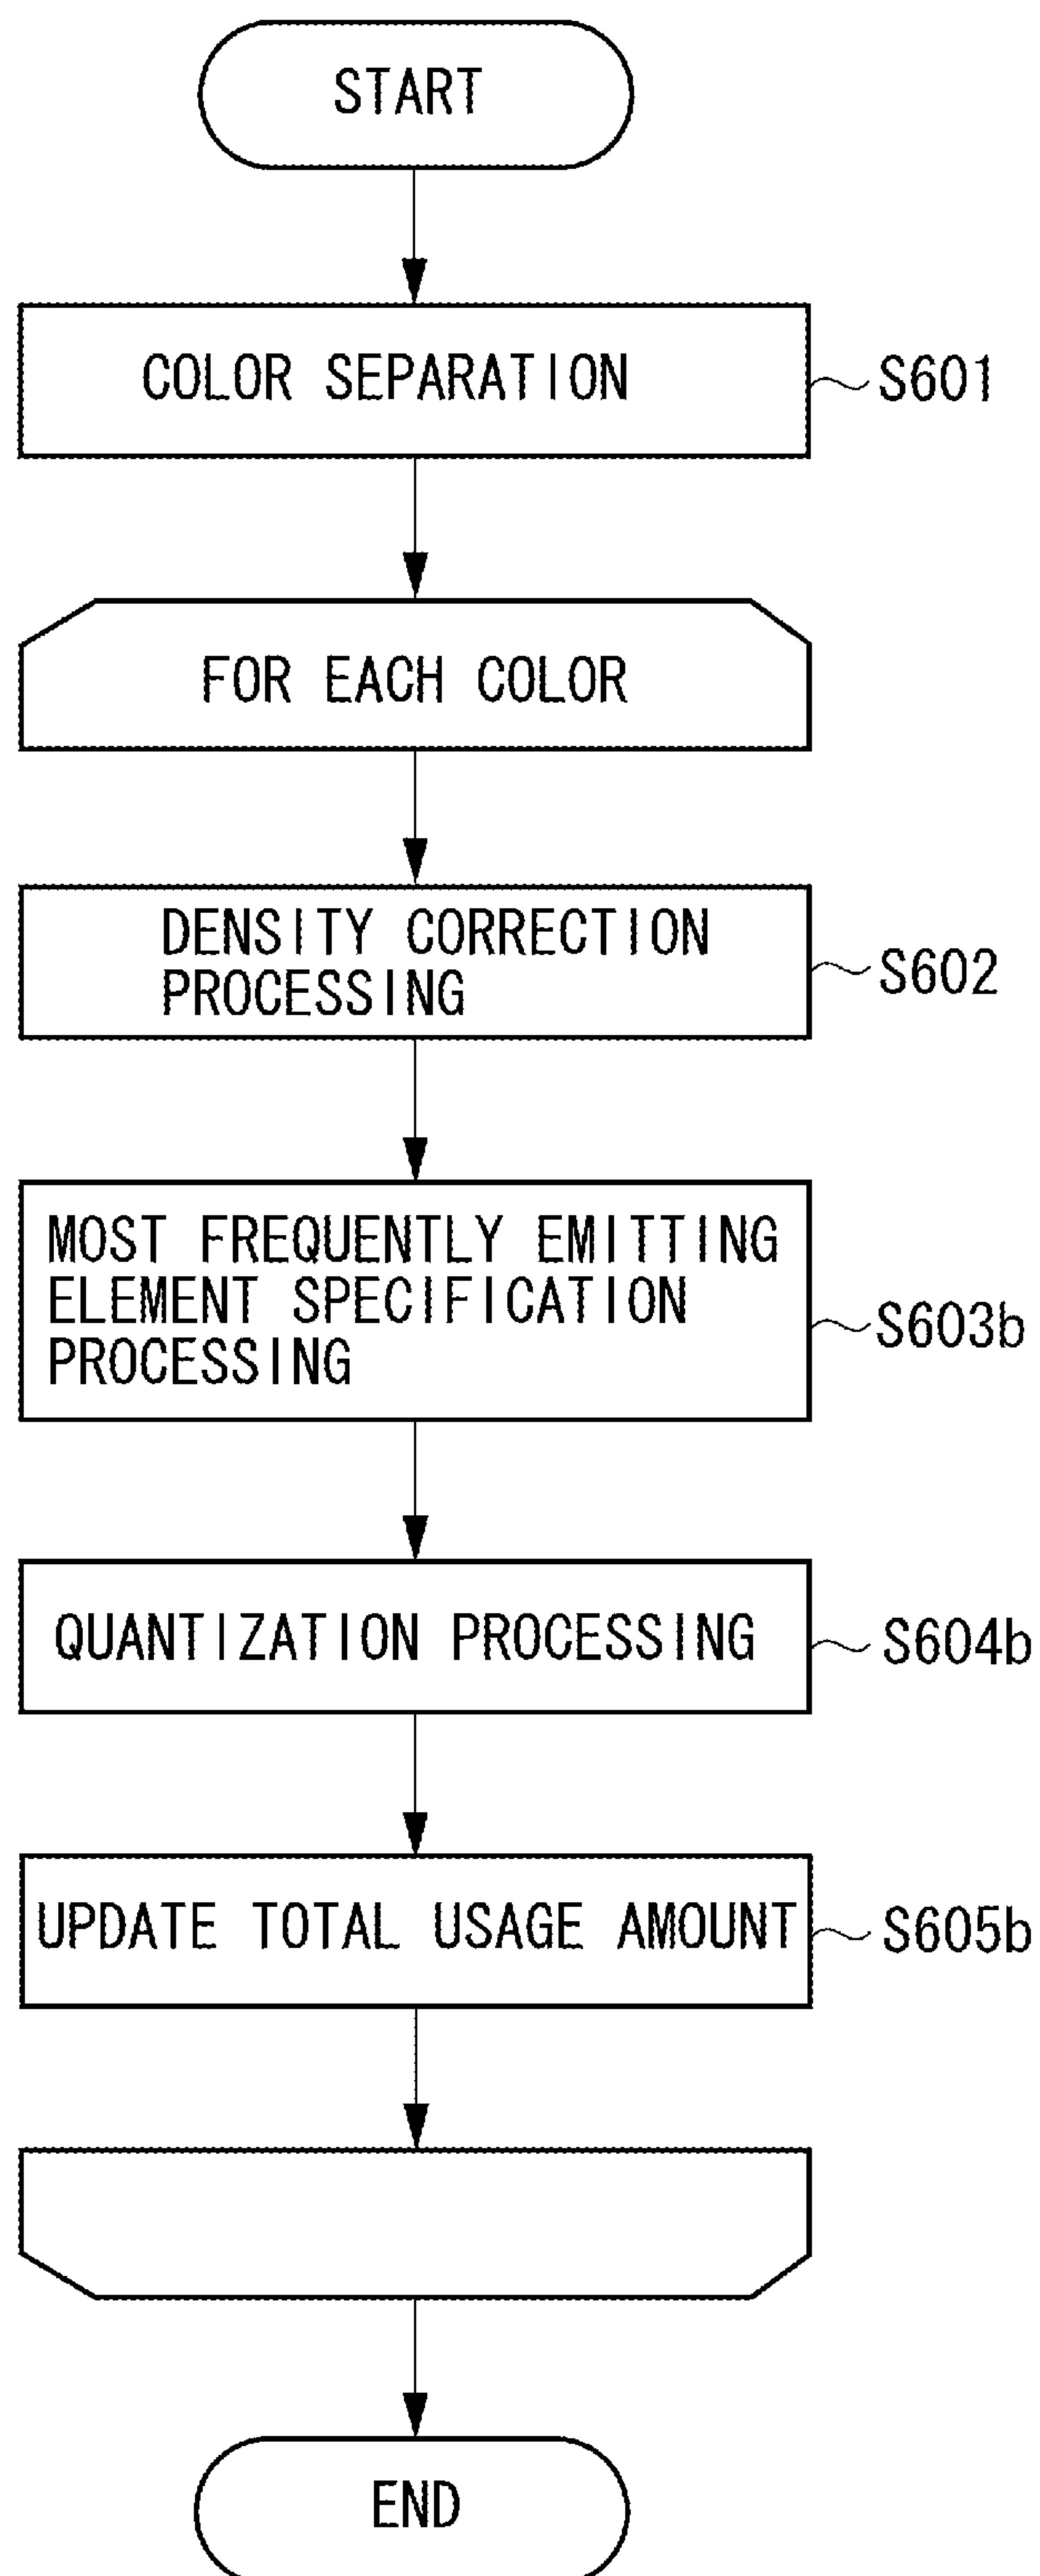 START
COLOR SEPARATION
S601
FOR EACH COLOR
DENSITY CORRECTION
PROCESSING
S602
MOST FREQUENTLY EMITTING
ELEMENT SPECIFICATION
PROCESSING
S603b
QUANTIZATION PROCESSING
S604b
UPDATE TOTAL USAGE AMOUNT
S605b
END